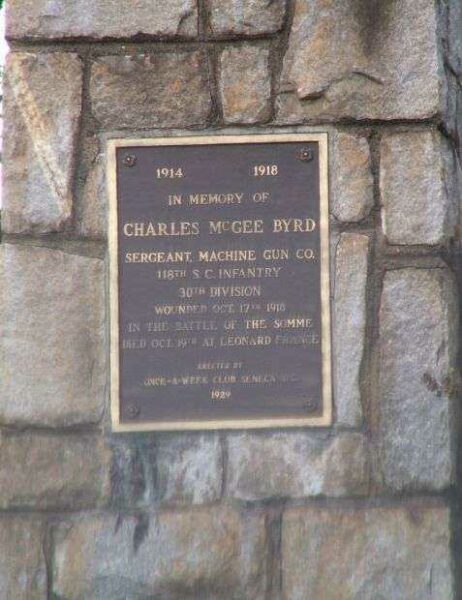 1914 1918
IN MEMORY OF
CHARLES McGEE BYRD
SERGEANT, MACHINE GUN CO.
118TH S.C. INFANTRY
30TH DIVISION
WOUNDED OCT. 17TH 1918
IN THE BATTLE OF THE SOMME
DIED OCT. 19TH AT LEONARD FRANCE
ERECTED BY
ONCE-A-WEEK CLUB SENECA S.C.
1929